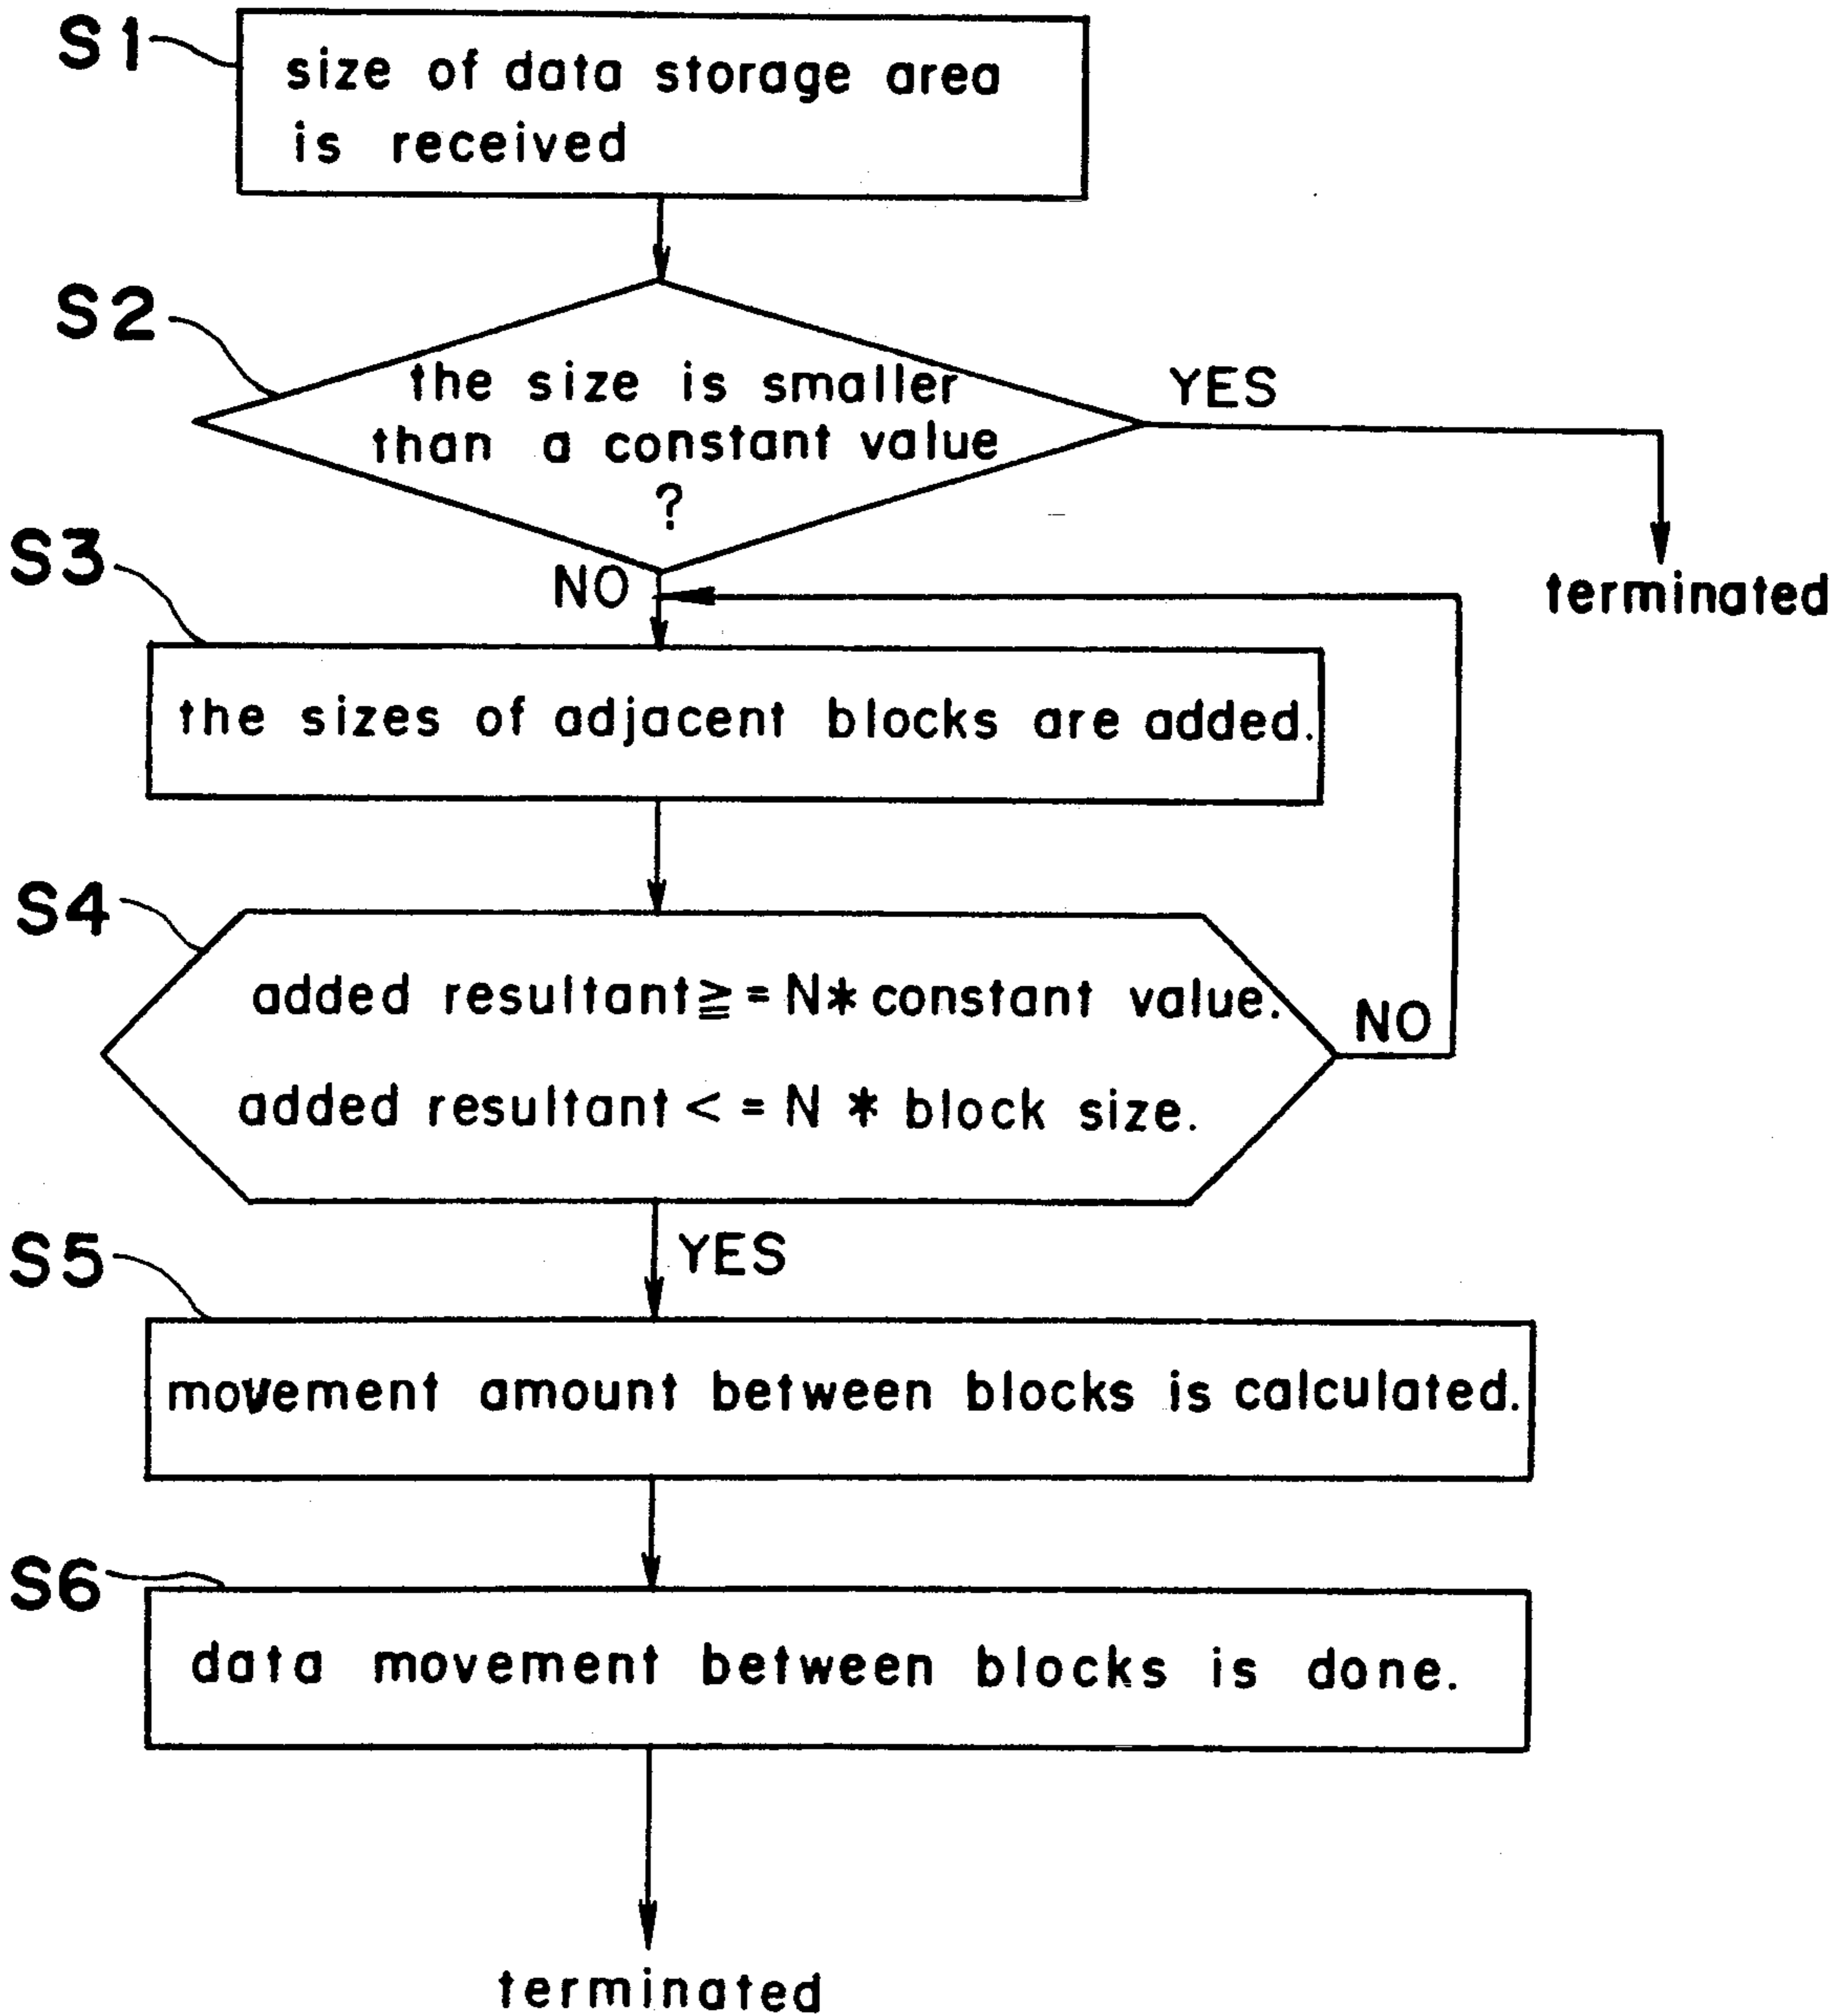 S1
size of data storage area
is received
S2
the size is smaller
than a constant value
?
YES
terminated
S3
NO
the sizes of adjacent blocks are added.
S4
added resultant ≧ = N * constant value.
added resultant < = N * block size.
NO
YES
S5
movement amount between blocks is calculated.
S6
data movement between blocks is done.
terminated